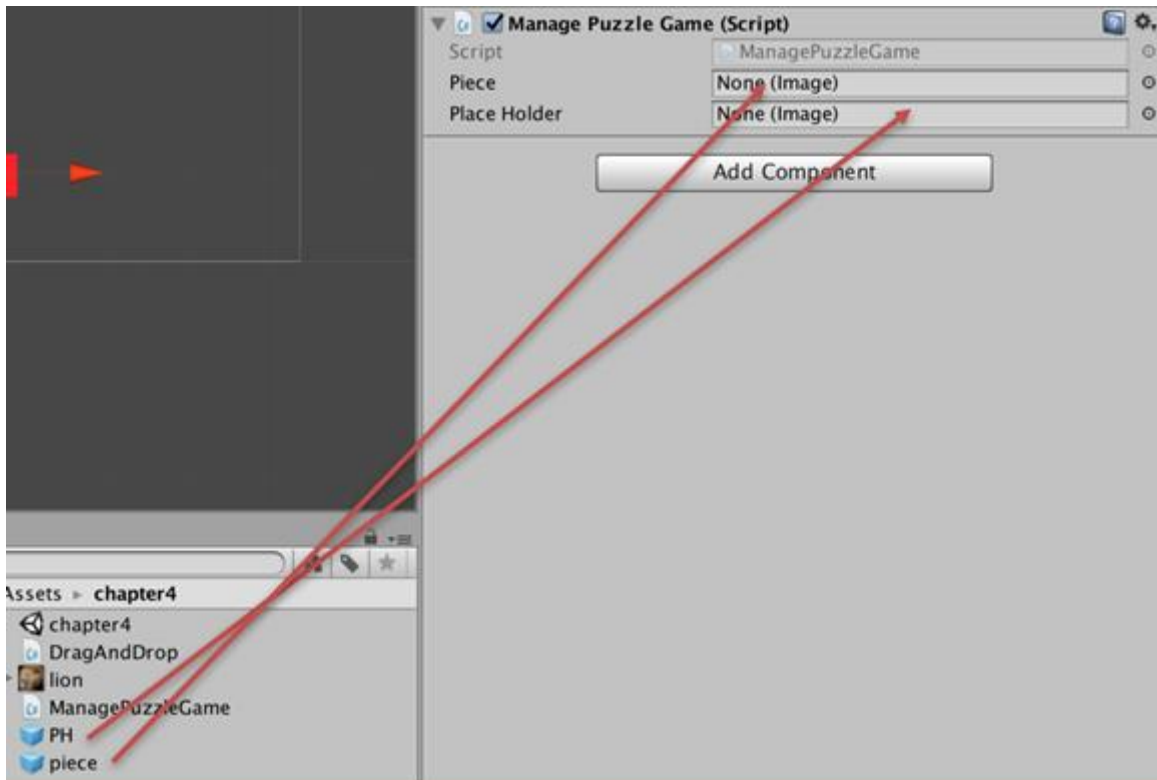 Manage Puzzle Game (Script)
Script ManagePuzzleGame
Piece None (Image)
Place Holder None (Image)
Add Component
Assets ▸ chapter4
chapter4
DragAndDrop
lion
ManagePuzzleGame
PH
piece